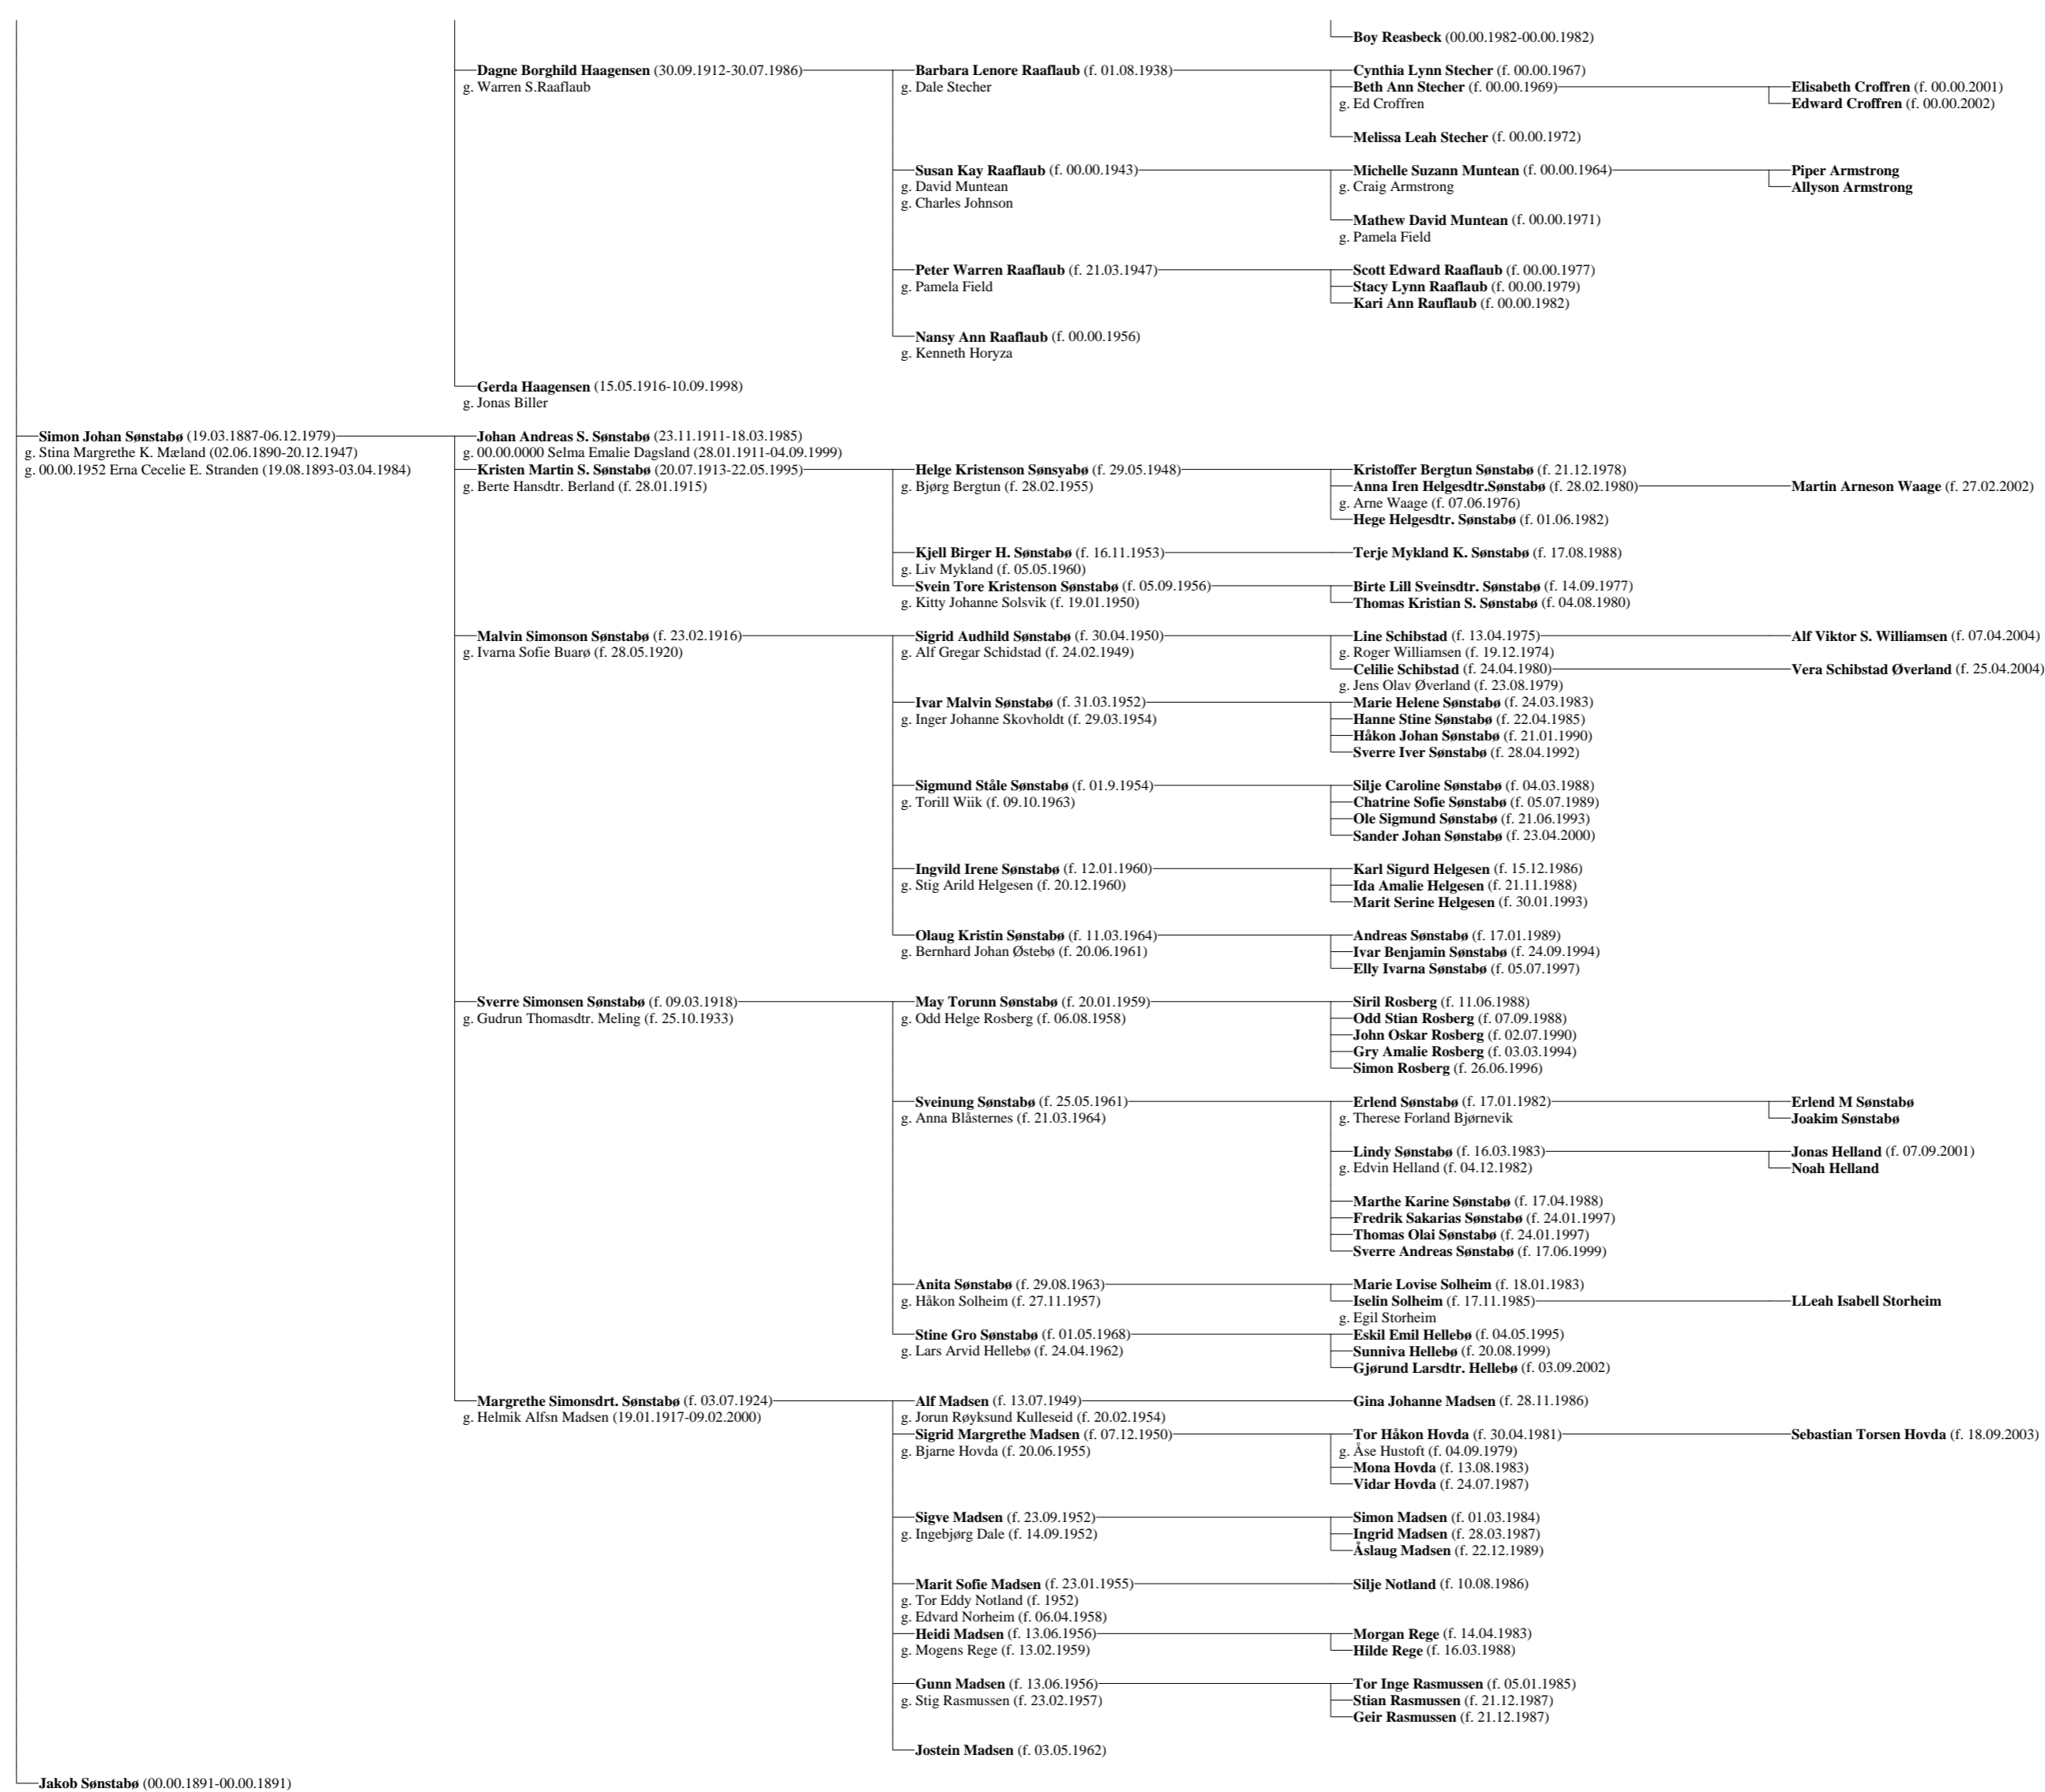 Boy Reasbeck (00.00.1982-00.00.1982)
Dagne Borghild Haagensen (30.09.1912-30.07.1986) Barbara Lenore Raaflaub (f. 01.08.1938) Cynthia Lynn Stecher (f. 00.00.1967)
g. Warren S.Raaflaub g. Dale Stecher Beth Ann Stecher (f. 00.00.1969) Elisabeth Croffren (f. 00.00.2001)
g. Ed Croffren Edward Croffren (f. 00.00.2002)
Melissa Leah Stecher (f. 00.00.1972)
Susan Kay Raaflaub (f. 00.00.1943) Michelle Suzann Muntean (f. 00.00.1964) Piper Armstrong
g. David Muntean g. Craig Armstrong Allyson Armstrong
g. Charles Johnson
Mathew David Muntean (f. 00.00.1971)
g. Pamela Field
Peter Warren Raaflaub (f. 21.03.1947) Scott Edward Raaflaub (f. 00.00.1977)
g. Pamela Field Stacy Lynn Raaflaub (f. 00.00.1979)
Kari Ann Rauflaub (f. 00.00.1982)
Nansy Ann Raaflaub (f. 00.00.1956)
g. Kenneth Horyza
Gerda Haagensen (15.05.1916-10.09.1998)
g. Jonas Biller
Simon Johan Sønstabø (19.03.1887-06.12.1979) Johan Andreas S. Sønstabø (23.11.1911-18.03.1985)
g. Stina Margrethe K. Mæland (02.06.1890-20.12.1947) g. 00.00.0000 Selma Emalie Dagsland (28.01.1911-04.09.1999)
g. 00.00.1952 Erna Cecelie E. Stranden (19.08.1893-03.04.1984) Kristen Martin S. Sønstabø (20.07.1913-22.05.1995) Helge Kristenson Sønsyabø (f. 29.05.1948) Kristoffer Bergtun Sønstabø (f. 21.12.1978)
g. Berte Hansdtr. Berland (f. 28.01.1915) g. Bjørg Bergtun (f. 28.02.1955) Anna Iren Helgesdtr.Sønstabø (f. 28.02.1980) Martin Arneson Waage (f. 27.02.2002)
g. Arne Waage (f. 07.06.1976)
Hege Helgesdtr. Sønstabø (f. 01.06.1982)
Kjell Birger H. Sønstabø (f. 16.11.1953) Terje Mykland K. Sønstabø (f. 17.08.1988)
g. Liv Mykland (f. 05.05.1960)
Svein Tore Kristenson Sønstabø (f. 05.09.1956) Birte Lill Sveinsdtr. Sønstabø (f. 14.09.1977)
g. Kitty Johanne Solsvik (f. 19.01.1950) Thomas Kristian S. Sønstabø (f. 04.08.1980)
Malvin Simonson Sønstabø (f. 23.02.1916) Sigrid Audhild Sønstabø (f. 30.04.1950) Line Schibstad (f. 13.04.1975) Alf Viktor S. Williamsen (f. 07.04.2004)
g. Ivarna Sofie Buarø (f. 28.05.1920) g. Alf Gregar Schidstad (f. 24.02.1949) g. Roger Williamsen (f. 19.12.1974)
Celilie Schibstad (f. 24.04.1980) Vera Schibstad Øverland (f. 25.04.2004)
g. Jens Olav Øverland (f. 23.08.1979)
Ivar Malvin Sønstabø (f. 31.03.1952) Marie Helene Sønstabø (f. 24.03.1983)
g. Inger Johanne Skovholdt (f. 29.03.1954) Hanne Stine Sønstabø (f. 22.04.1985)
Håkon Johan Sønstabø (f. 21.01.1990)
Sverre Iver Sønstabø (f. 28.04.1992)
Sigmund Ståle Sønstabø (f. 01.9.1954) Silje Caroline Sønstabø (f. 04.03.1988)
g. Torill Wiik (f. 09.10.1963) Chatrine Sofie Sønstabø (f. 05.07.1989)
Ole Sigmund Sønstabø (f. 21.06.1993)
Sander Johan Sønstabø (f. 23.04.2000)
Ingvild Irene Sønstabø (f. 12.01.1960) Karl Sigurd Helgesen (f. 15.12.1986)
g. Stig Arild Helgesen (f. 20.12.1960) Ida Amalie Helgesen (f. 21.11.1988)
Marit Serine Helgesen (f. 30.01.1993)
Olaug Kristin Sønstabø (f. 11.03.1964) Andreas Sønstabø (f. 17.01.1989)
g. Bernhard Johan Østebø (f. 20.06.1961) Ivar Benjamin Sønstabø (f. 24.09.1994)
Elly Ivarna Sønstabø (f. 05.07.1997)
Sverre Simonsen Sønstabø (f. 09.03.1918) May Torunn Sønstabø (f. 20.01.1959) Siril Rosberg (f. 11.06.1988)
g. Gudrun Thomasdtr. Meling (f. 25.10.1933) g. Odd Helge Rosberg (f. 06.08.1958) Odd Stian Rosberg (f. 07.09.1988)
John Oskar Rosberg (f. 02.07.1990)
Gry Amalie Rosberg (f. 03.03.1994)
Simon Rosberg (f. 26.06.1996)
Sveinung Sønstabø (f. 25.05.1961) Erlend Sønstabø (f. 17.01.1982) Erlend M Sønstabø
g. Anna Blåsternes (f. 21.03.1964) g. Therese Forland Bjørnevik Joakim Sønstabø
Lindy Sønstabø (f. 16.03.1983) Jonas Helland (f. 07.09.2001)
g. Edvin Helland (f. 04.12.1982) Noah Helland
Marthe Karine Sønstabø (f. 17.04.1988)
Fredrik Sakarias Sønstabø (f. 24.01.1997)
Thomas Olai Sønstabø (f. 24.01.1997)
Sverre Andreas Sønstabø (f. 17.06.1999)
Anita Sønstabø (f. 29.08.1963) Marie Lovise Solheim (f. 18.01.1983)
g. Håkon Solheim (f. 27.11.1957) Iselin Solheim (f. 17.11.1985) LLeah Isabell Storheim
g. Egil Storheim
Stine Gro Sønstabø (f. 01.05.1968) Eskil Emil Hellebø (f. 04.05.1995)
g. Lars Arvid Hellebø (f. 24.04.1962) Sunniva Hellebø (f. 20.08.1999)
Gjørund Larsdtr. Hellebø (f. 03.09.2002)
Margrethe Simonsdrt. Sønstabø (f. 03.07.1924) Alf Madsen (f. 13.07.1949) Gina Johanne Madsen (f. 28.11.1986)
g. Helmik Alfsn Madsen (19.01.1917-09.02.2000) g. Jorun Røyksund Kulleseid (f. 20.02.1954)
Sigrid Margrethe Madsen (f. 07.12.1950) Tor Håkon Hovda (f. 30.04.1981) Sebastian Torsen Hovda (f. 18.09.2003)
g. Bjarne Hovda (f. 20.06.1955) g. Åse Hustoft (f. 04.09.1979)
Mona Hovda (f. 13.08.1983)
Vidar Hovda (f. 24.07.1987)
Sigve Madsen (f. 23.09.1952) Simon Madsen (f. 01.03.1984)
g. Ingebjørg Dale (f. 14.09.1952) Ingrid Madsen (f. 28.03.1987)
Åslaug Madsen (f. 22.12.1989)
Marit Sofie Madsen (f. 23.01.1955) Silje Notland (f. 10.08.1986)
g. Tor Eddy Notland (f. 1952)
g. Edvard Norheim (f. 06.04.1958)
Heidi Madsen (f. 13.06.1956) Morgan Rege (f. 14.04.1983)
g. Mogens Rege (f. 13.02.1959) Hilde Rege (f. 16.03.1988)
Gunn Madsen (f. 13.06.1956) Tor Inge Rasmussen (f. 05.01.1985)
g. Stig Rasmussen (f. 23.02.1957) Stian Rasmussen (f. 21.12.1987)
Geir Rasmussen (f. 21.12.1987)
Jostein Madsen (f. 03.05.1962)
Jakob Sønstabø (00.00.1891-00.00.1891)